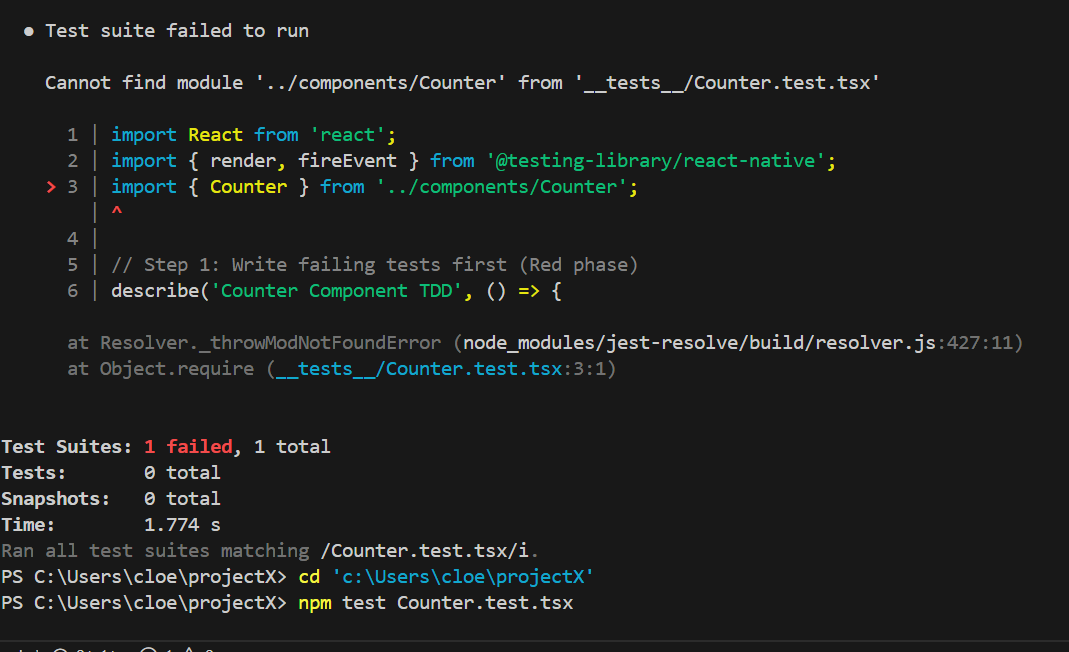 ● Test suite failed to run
Cannot find module '../components/Counter' from '__tests__/Counter.test.tsx'
1 | import React from 'react';
2 | import { render, fireEvent } from '@testing-library/react-native';
> 3 | import { Counter } from '../components/Counter';
| ^
4 |
5 | // Step 1: Write failing tests first (Red phase)
6 | describe('Counter Component TDD', () => {
at Resolver._throwModNotFoundError (node_modules/jest-resolve/build/resolver.js:427:11)
at Object.require (__tests__/Counter.test.tsx:3:1)
Test Suites: 1 failed, 1 total
Tests:       0 total
Snapshots:   0 total
Time:        1.774 s
Ran all test suites matching /Counter.test.tsx/i.
PS C:\Users\cloe\projectX> cd 'c:\Users\cloe\projectX'
PS C:\Users\cloe\projectX> npm test Counter.test.tsx